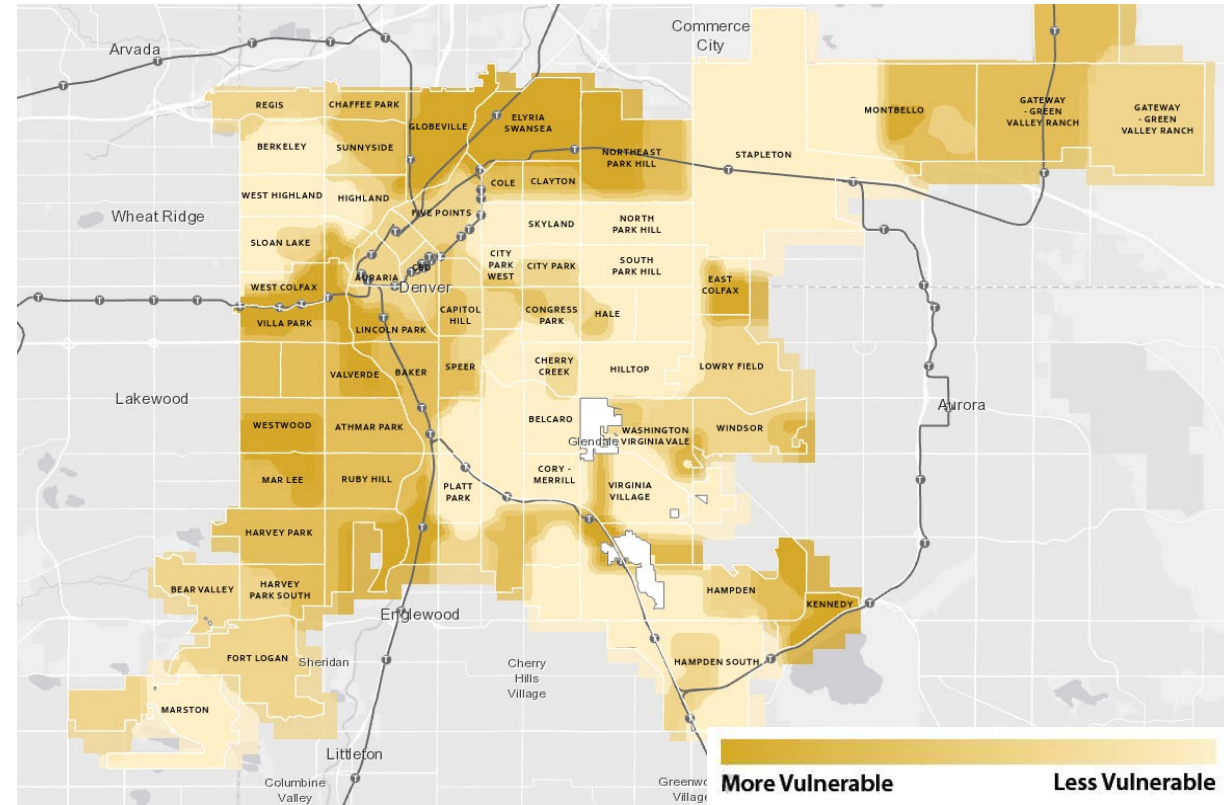 Commerce
City
Arvada
REGIS
CHAFFEE PARK
GLOBEVILLE
ELYRIA
SWANSEA
MONTBELLO
GATEWAY
- GREEN
VALLEY RANCH
GATEWAY
- GREEN
VALLEY RANCH
BERKELEY
SUNNYSIDE
NORTHEAST
PARK HILL
STAPLETON
COLE
CLAYTON
WEST HIGHLAND
HIGHLAND
Wheat Ridge
FIVE POINTS
SKYLAND
NORTH
PARK HILL
SLOAN LAKE
CITY
PARK
WEST
CITY PARK
SOUTH
PARK HILL
AURARIA
CBD
WEST COLFAX
Denver
EAST
COLFAX
VILLA PARK
LINCOLN PARK
CAPITOL
HILL
CONGRESS
PARK
HALE
CHERRY
CREEK
VALVERDE
BAKER
SPEER
HILLTOP
LOWRY FIELD
Lakewood
Aurora
WESTWOOD
ATHMAR PARK
BELCARO
Glendale
WASHINGTON
VIRGINIA VALE
WINDSOR
MAR LEE
RUBY HILL
PLATT
PARK
CORY -
MERRILL
VIRGINIA
VILLAGE
HARVEY PARK
BEAR VALLEY
HARVEY
PARK SOUTH
HAMPDEN
KENNEDY
Englewood
FORT LOGAN
Sheridan
Cherry
Hills
Village
HAMPDEN SOUTH
MARSTON
Littleton
Columbine
Valley
More Vulnerable
Less Vulnerable